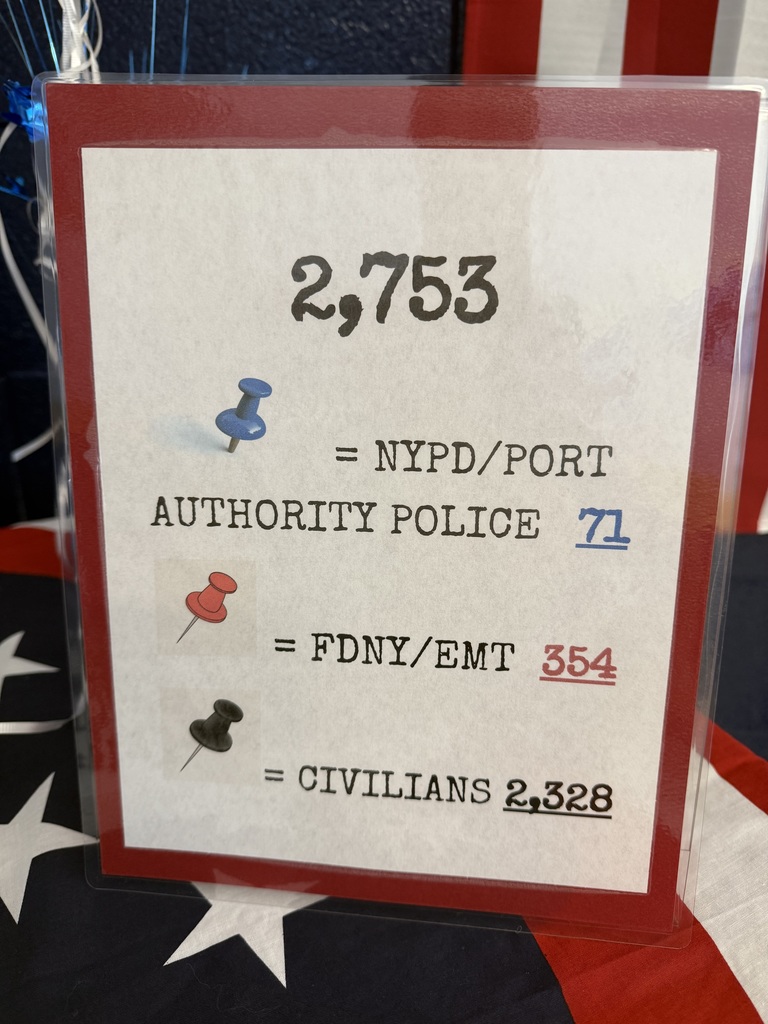 2,753
= NYPD/PORT
AUTHORITY POLICE 71
= FDNY/EMT 354
= CIVILIANS 2,328